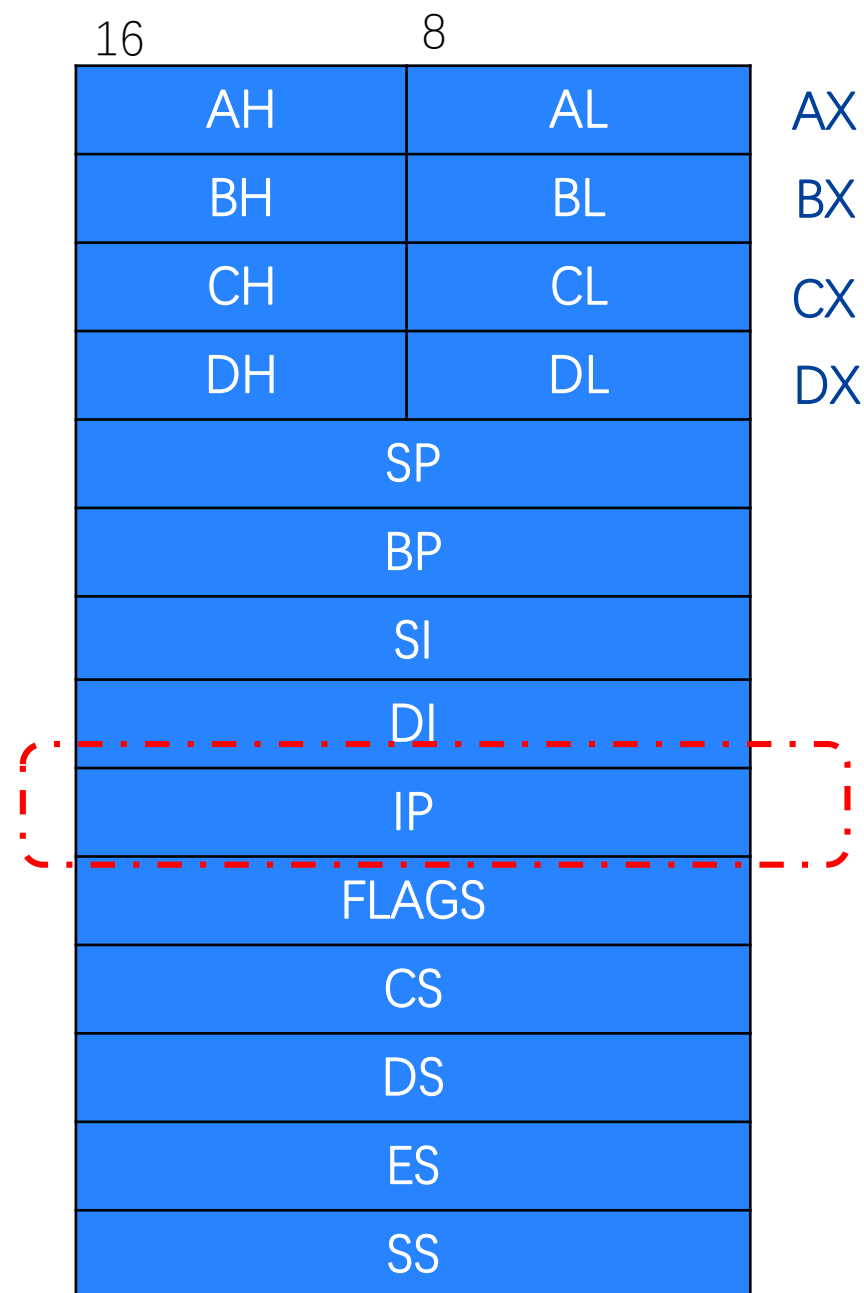 16 8
AH AL AX
BH BL BX
CH CL CX
DH DL DX
SP
BP
SI
DI
IP
FLAGS
CS
DS
ES
SS